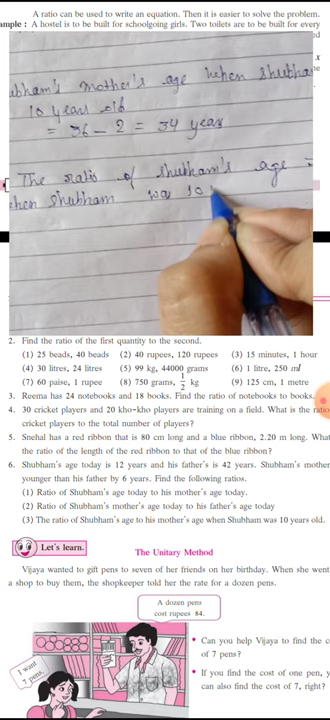 A ratio can be used to write an equation. Then it is easier to solve the problem.
ample : A hostel is to be built for schoolgoing girls. Two toilets are to be built for every
Mother's age when Shubha
10 years old
= 36 - 2 = 34 year
The ratio of Shubham's age =
when Shubham was 10
2. Find the ratio of the first quantity to the second.
(1) 25 beads, 40 beads (2) 40 rupees, 120 rupees (3) 15 minutes, 1 hour
(4) 30 litres, 24 litres (5) 99 kg, 44000 grams (6) 1 litre, 250 ml
(7) 60 paise, 1 rupee (8) 750 grams, 1/2 kg (9) 125 cm, 1 metre
3. Reema has 24 notebooks and 18 books. Find the ratio of notebooks to books.
4. 30 cricket players and 20 kho-kho players are training on a field. What is the ratio
cricket players to the total number of players?
5. Snehal has a red ribbon that is 80 cm long and a blue ribbon, 2.20 m long. What
the ratio of the length of the red ribbon to that of the blue ribbon?
6. Shubham's age today is 12 years and his father's is 42 years. Shubham's mother
younger than his father by 6 years. Find the following ratios.
(1) Ratio of Shubham's age today to his mother's age today.
(2) Ratio of Shubham's mother's age today to his father's age today
(3) The ratio of Shubham's age to his mother's age when Shubham was 10 years old.
Let's learn.
The Unitary Method
Vijaya wanted to gift pens to seven of her friends on her birthday. When she went
a shop to buy them, the shopkeeper told her the rate for a dozen pens.
A dozen pens
cost rupees 84.
I want
7 pens.
• Can you help Vijaya to find the c
of 7 pens?
• If you find the cost of one pen, y
can also find the cost of 7, right?